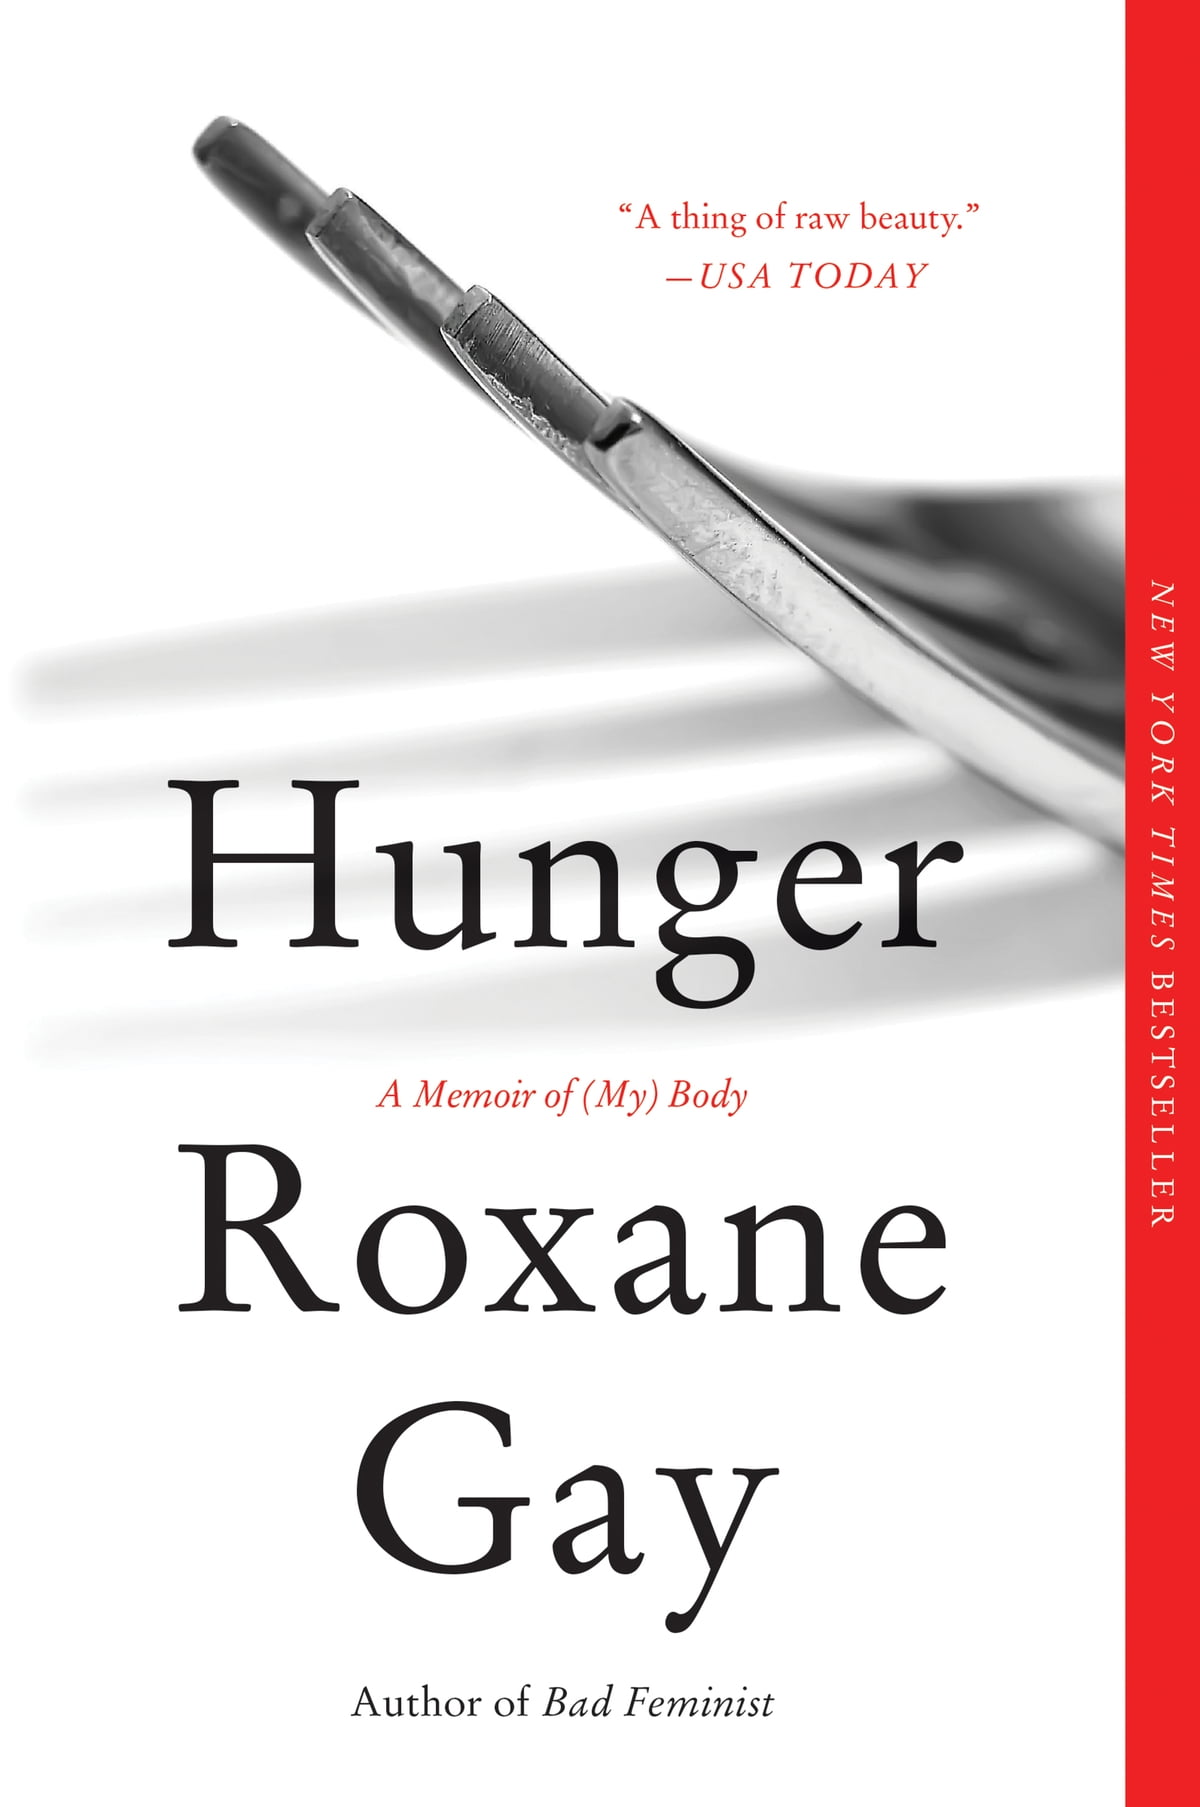 “A thing of raw beauty.”
—USA TODAY
Hunger
A Memoir of (My) Body
Roxane
Gay
Author of Bad Feminist
NEW YORK TIMES BESTSELLER